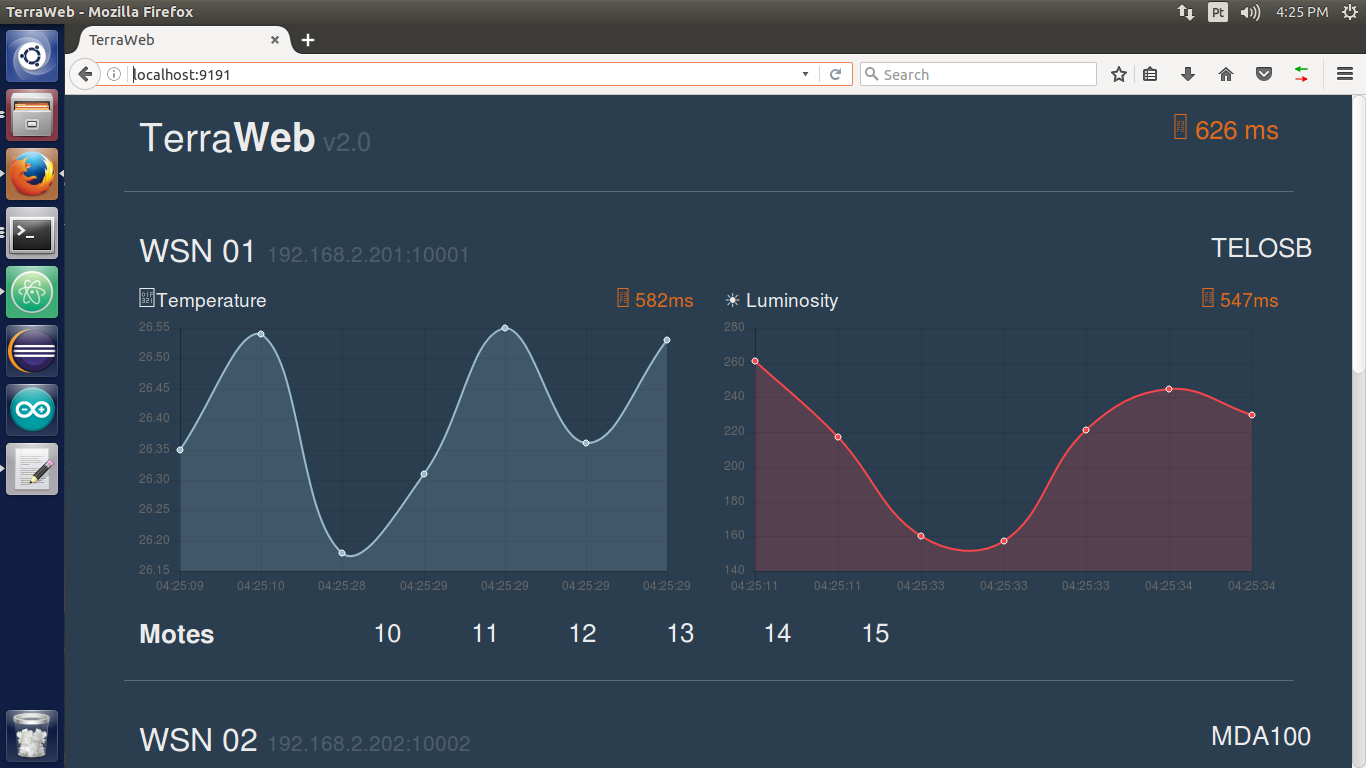 TerraWeb - Mozilla Firefox
Pt
4:25 PM
TerraWeb
localhost:9191
Search
TerraWeb v2.0
626 ms
WSN 01 192.168.2.201:10001
TELOSB
Temperature
582ms
Luminosity
547ms
26.55
26.50
26.45
26.40
26.35
26.30
26.25
26.20
26.15
04:25:09 04:25:10 04:25:28 04:25:29 04:25:29 04:25:29 04:25:29
280
260
240
220
200
180
160
140
04:25:11 04:25:11 04:25:33 04:25:33 04:25:33 04:25:34 04:25:34
Motes 10 11 12 13 14 15
WSN 02 192.168.2.202:10002
MDA100